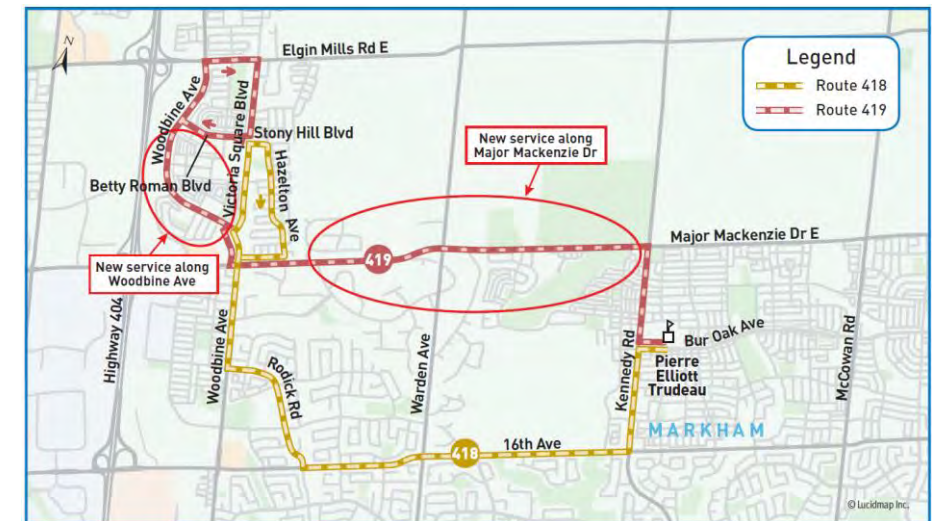 Elgin Mills Rd E
Legend
Route 418
Route 419
N
Woodbine Ave
Victoria Square Blvd
Stony Hill Blvd
Hazelton Ave
Betty Roman Blvd
New service along
Major Mackenzie Dr
Major Mackenzie Dr E
New service along
Woodbine Ave
419
Highway 404
Woodbine Ave
Rodick Rd
Warden Ave
Kennedy Rd
Bur Oak Ave
Pierre
Elliott
Trudeau
McCowan Rd
MARKHAM
16th Ave
418
© Lucidmap Inc.